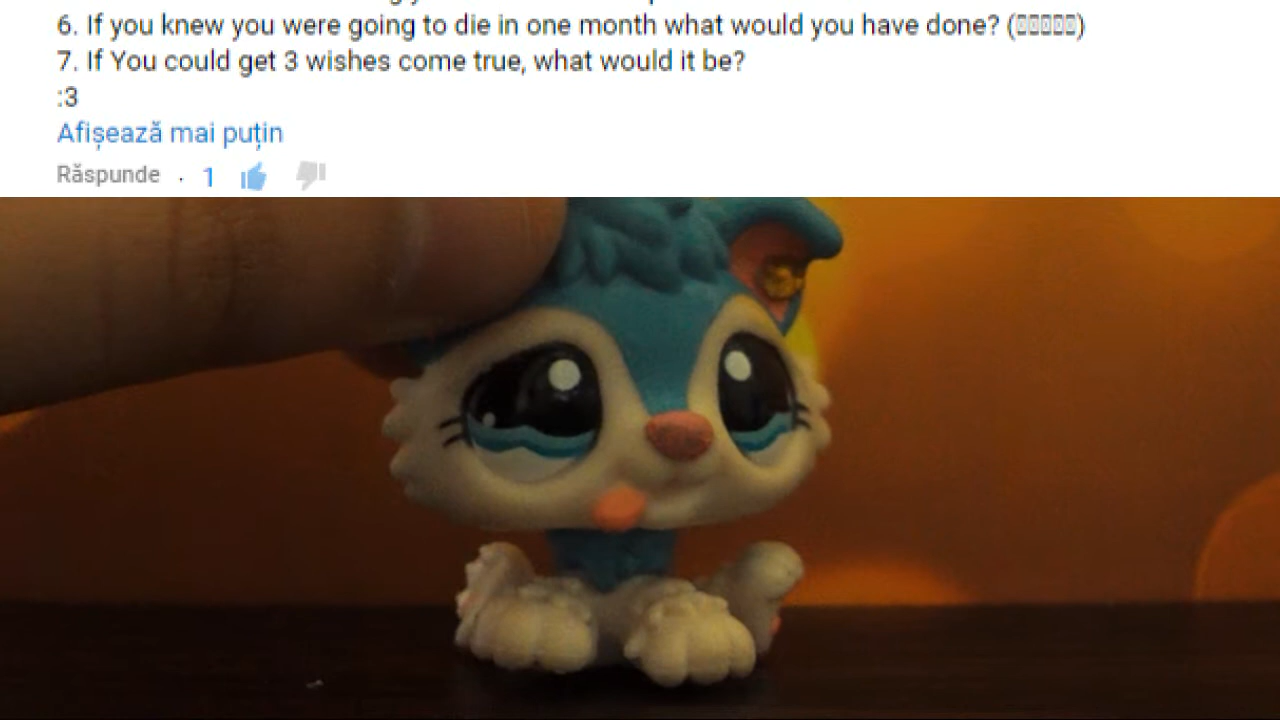 6. If you knew you were going to die in one month what would you have done? (▯▯▯▯▯)
7. If You could get 3 wishes come true, what would it be?
:3
Afișează mai puțin
Răspunde . 1